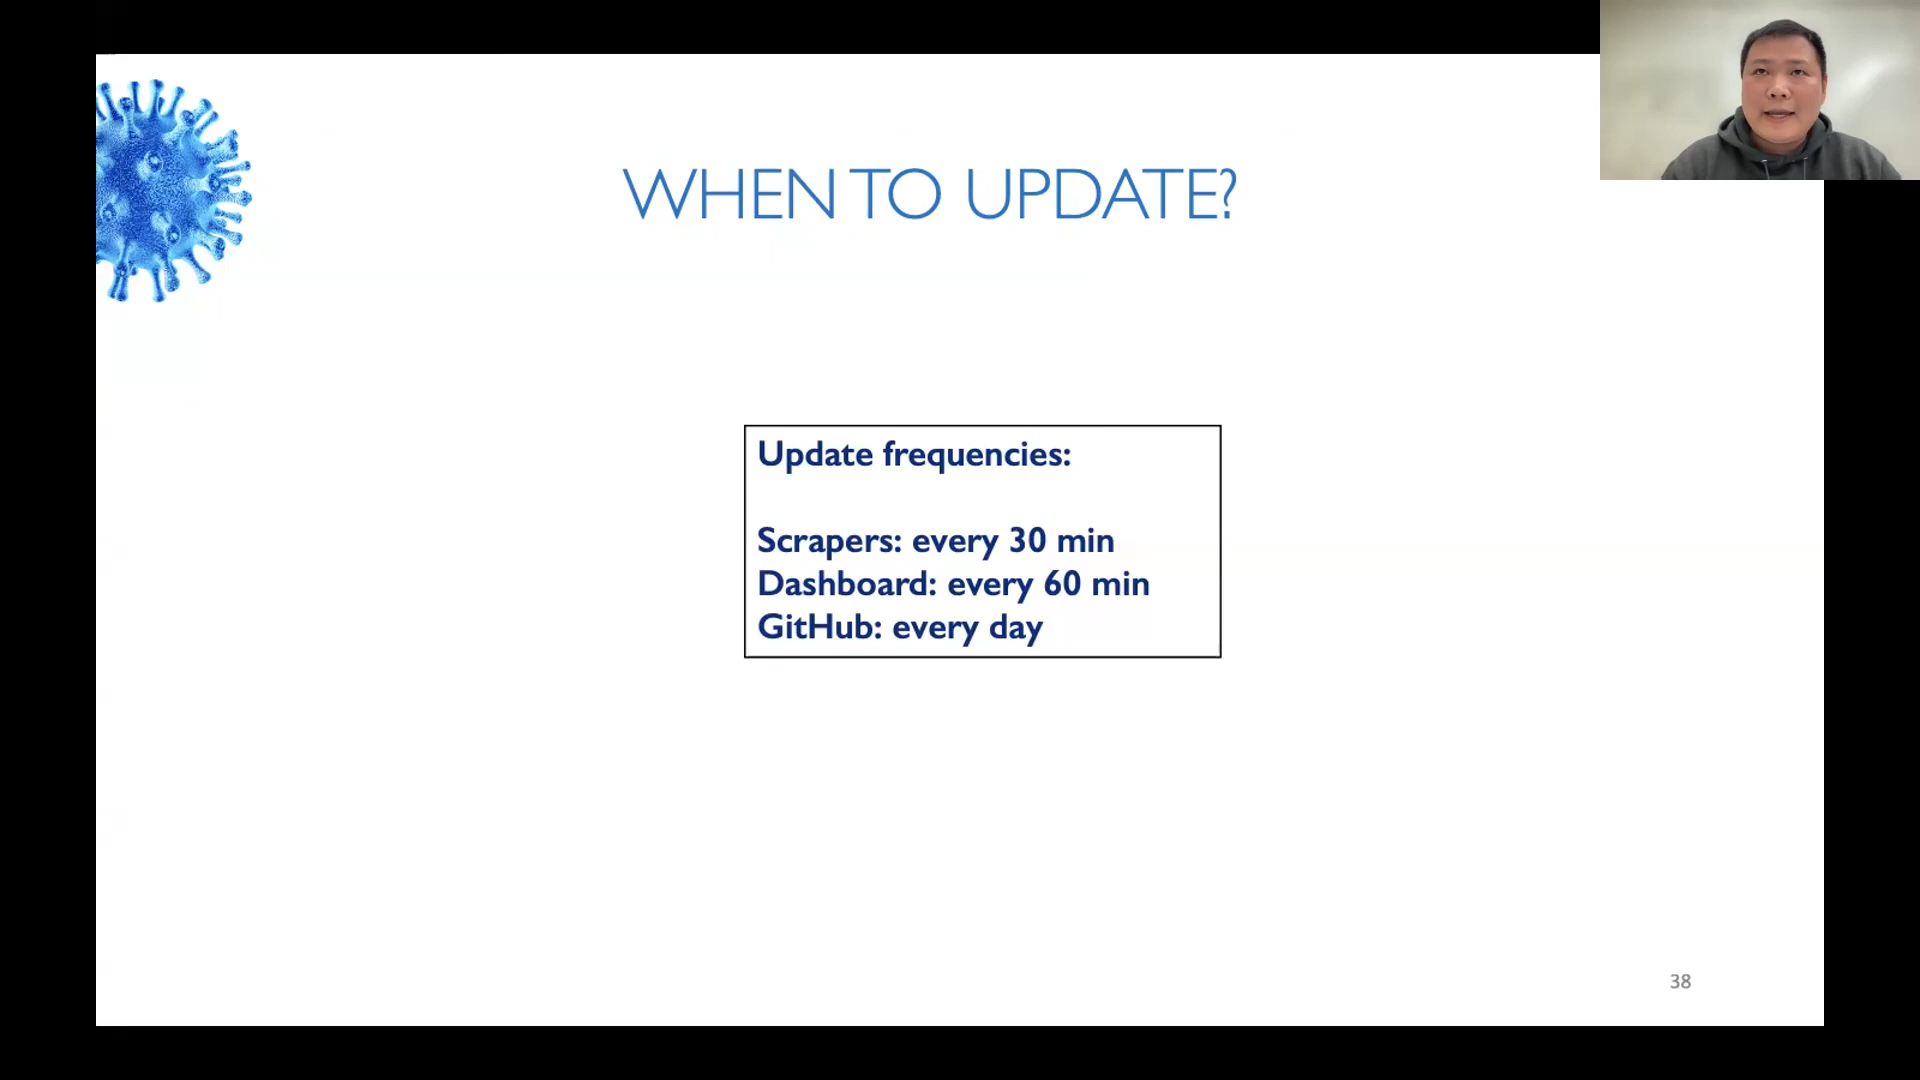 WHEN TO UPDATE?
Update frequencies:
Scrapers: every 30 min
Dashboard: every 60 min
GitHub: every day
38